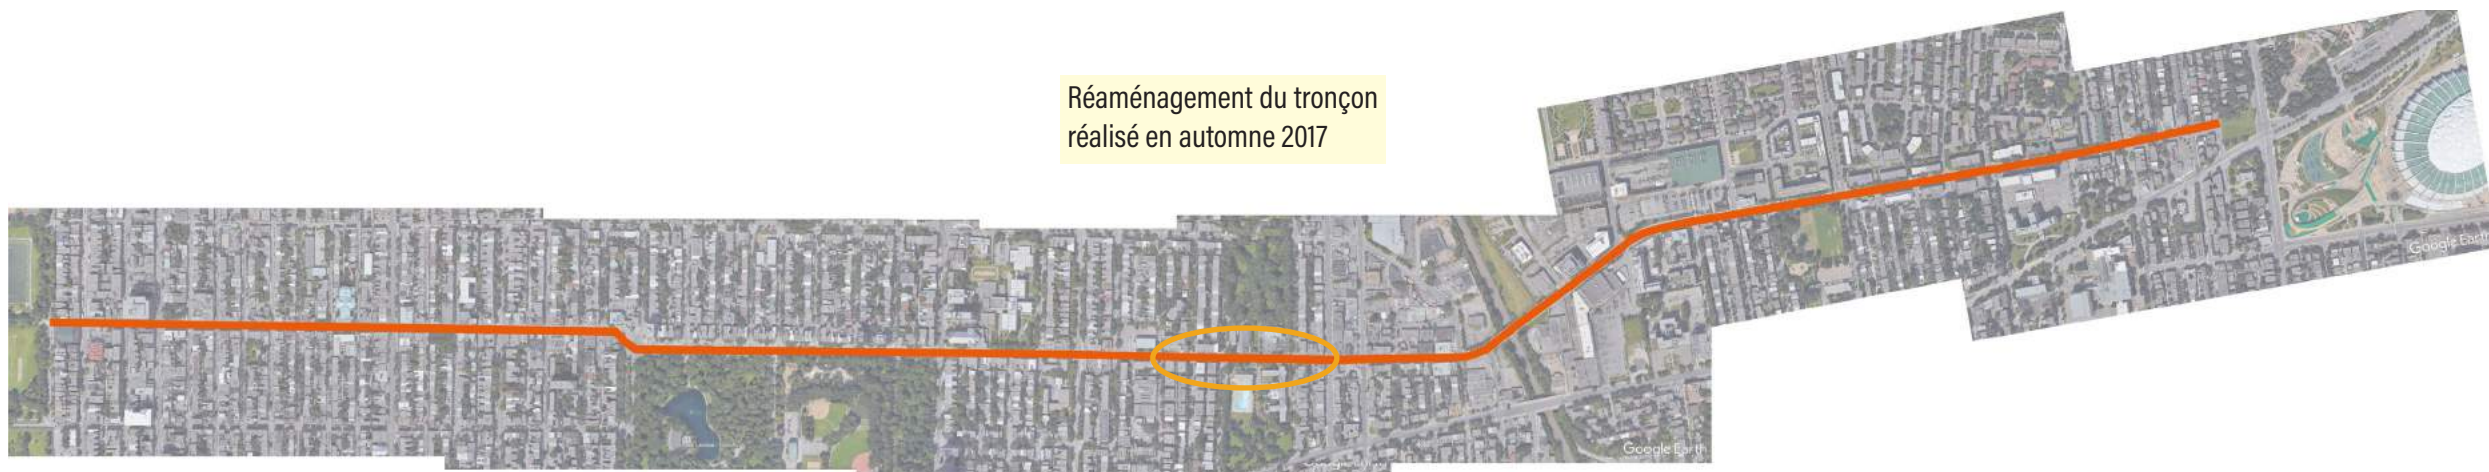 Réaménagement du tronçon
réalisé en automne 2017
Google Earth
Google Earth